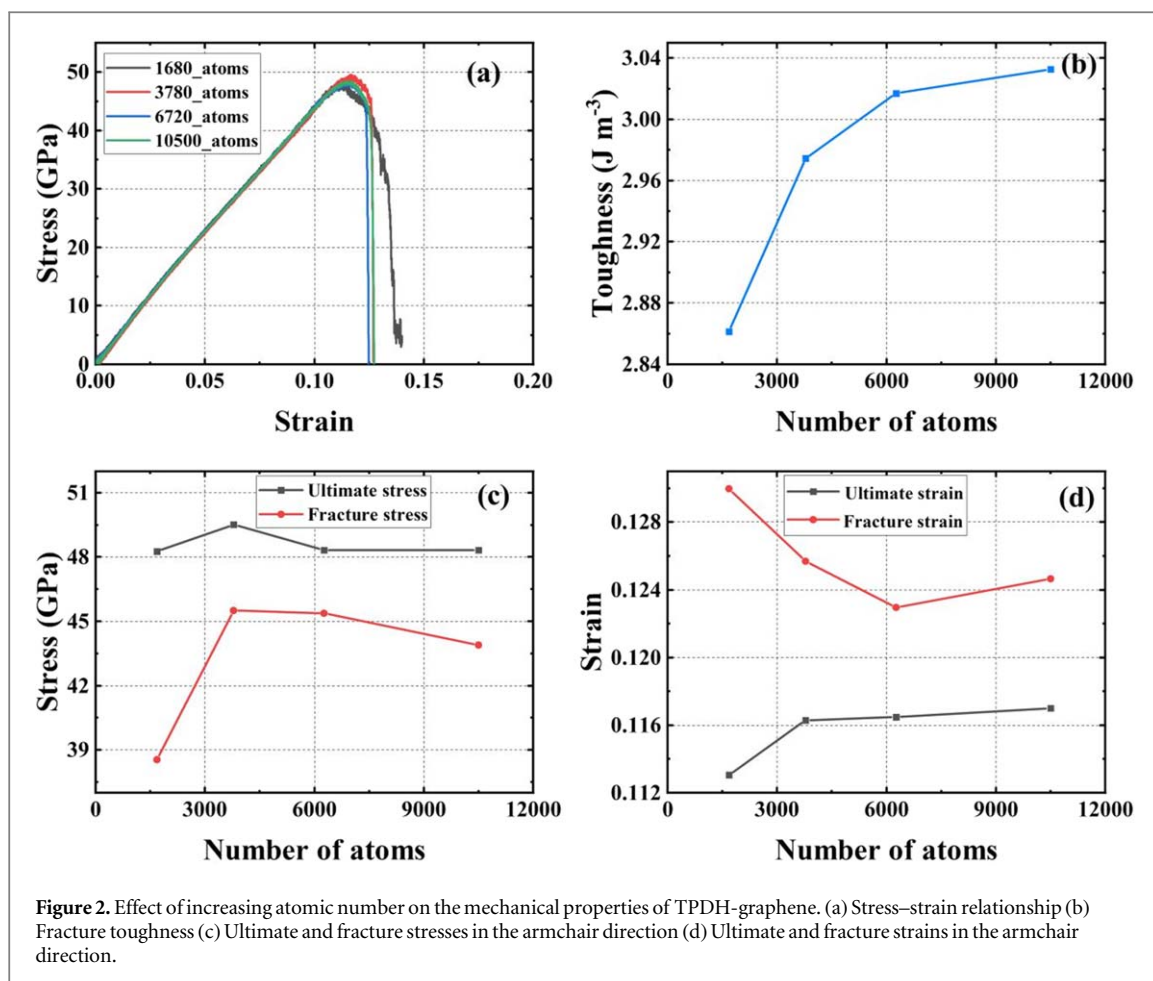 (a)
1680_atoms
3780_atoms
6720_atoms
10500_atoms
50
40
30
20
10
0
0.00 0.05 0.10 0.15 0.20
Stress (GPa)
Strain
(b)
3.04
3.00
2.96
2.92
2.88
2.84
0 3000 6000 9000 12000
Toughness (J m⁻³)
Number of atoms
(c)
Ultimate stress
Fracture stress
51
48
45
42
39
0 3000 6000 9000 12000
Stress (GPa)
Number of atoms
(d)
Ultimate strain
Fracture strain
0.128
0.124
0.120
0.116
0.112
0 3000 6000 9000 12000
Strain
Number of atoms
Figure 2. Effect of increasing atomic number on the mechanical properties of TPDH-graphene. (a) Stress–strain relationship (b)
Fracture toughness (c) Ultimate and fracture stresses in the armchair direction (d) Ultimate and fracture strains in the armchair
direction.